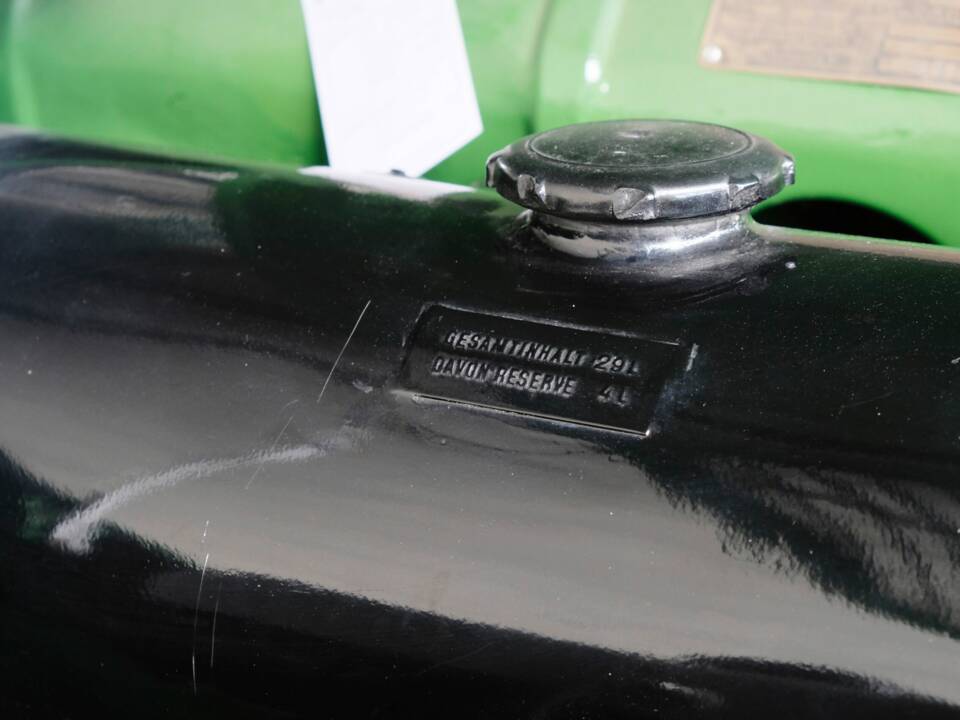 GESAMTINHALT 29L
DAVON RESERVE 4L